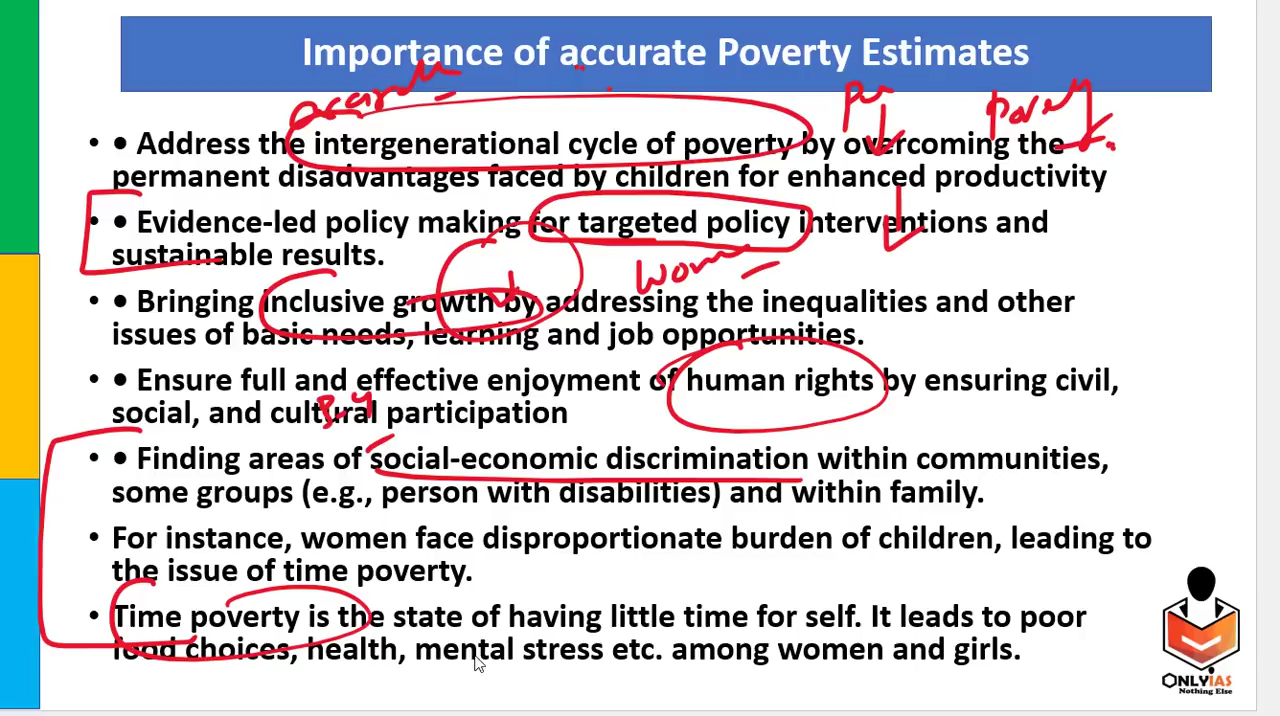 Importance of accurate Poverty Estimates
• • Address the intergenerational cycle of poverty by overcoming the
permanent disadvantages faced by children for enhanced productivity
• • Evidence-led policy making for targeted policy interventions and
sustainable results.
women
• • Bringing inclusive growth by addressing the inequalities and other
issues of basic needs, learning and job opportunities.
• • Ensure full and effective enjoyment of human rights by ensuring civil,
social, and cultural participation
• • Finding areas of social-economic discrimination within communities,
some groups (e.g., person with disabilities) and within family.
• For instance, women face disproportionate burden of children, leading to
the issue of time poverty.
• Time poverty is the state of having little time for self. It leads to poor
food choices, health, mental stress etc. among women and girls.
ONLYIAS
Nothing Else